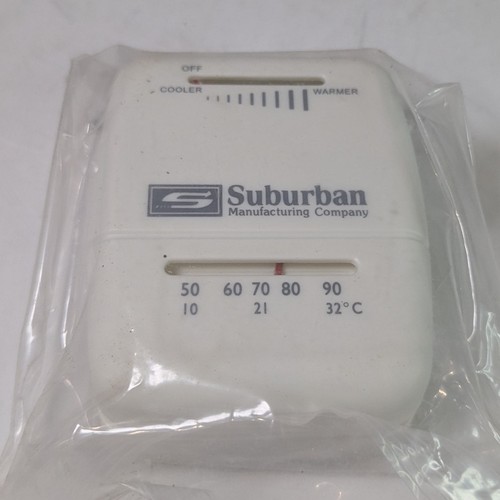 OFF
COOLER WARMER
Suburban
Manufacturing Company
50 60 70 80 90
10 21 32°C